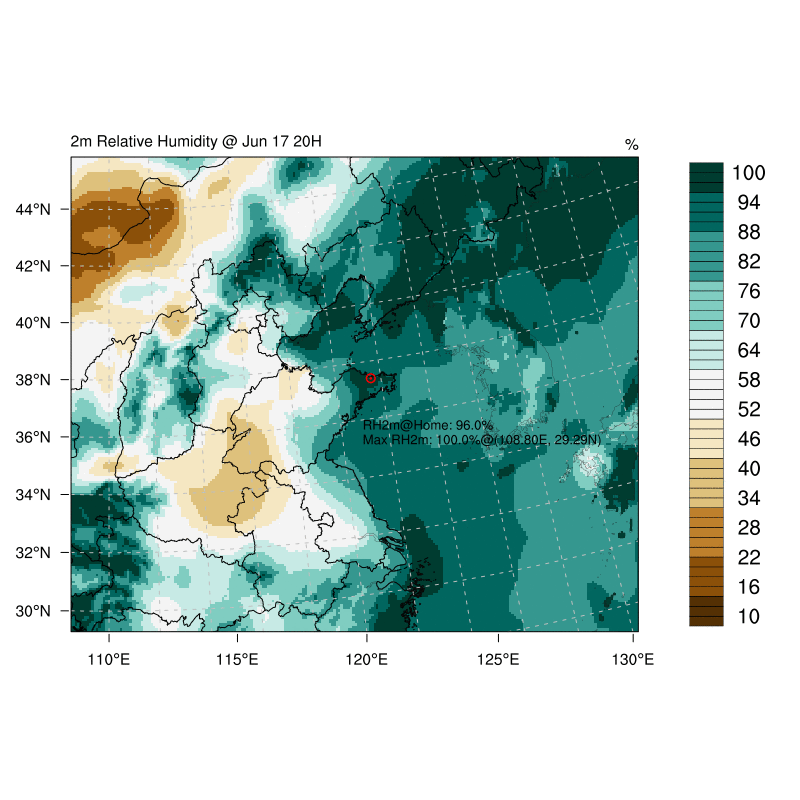 2m Relative Humidity @ Jun 17 20H
%
100
94
88
82
76
70
64
58
52
46
40
34
28
22
16
10
44°N
42°N
40°N
38°N
36°N
34°N
32°N
30°N
RH2m@Home: 96.0%
Max RH2m: 100.0%@(108.80E, 29.29N)
110°E 115°E 120°E 125°E 130°E